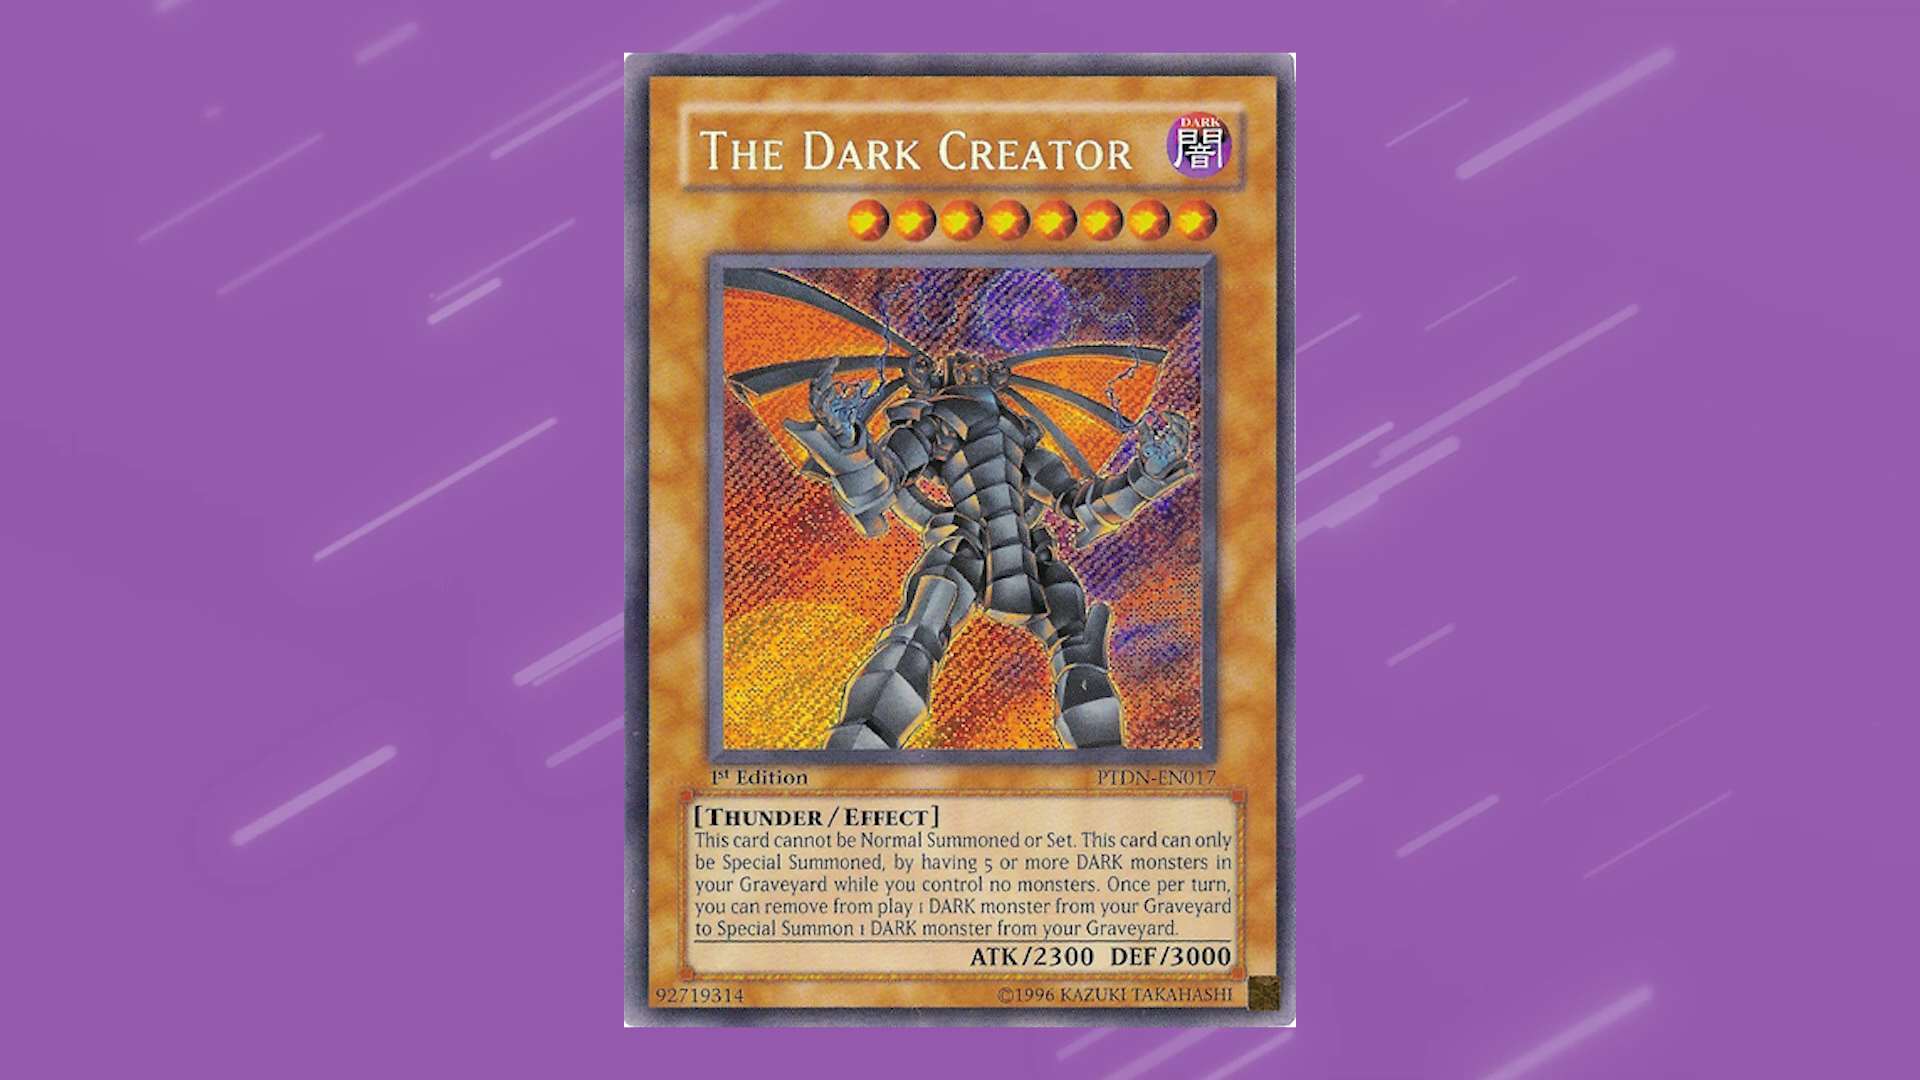 THE DARK CREATOR
DARK
闇
1st Edition
PTDN-EN017
[THUNDER/EFFECT]
This card cannot be Normal Summoned or Set. This card can only
be Special Summoned, by having 5 or more DARK monsters in
your Graveyard while you control no monsters. Once per turn,
you can remove from play 1 DARK monster from your Graveyard
to Special Summon 1 DARK monster from your Graveyard.
ATK/2300 DEF/3000
92719314
©1996 KAZUKI TAKAHASHI